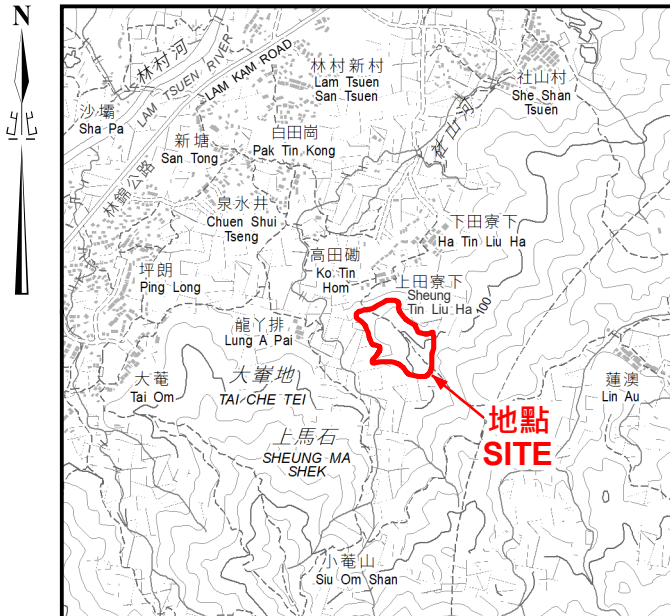 N
林村河
LAM TSUEN RIVER
LAM KAM ROAD
林村新村
Lam Tsuen
San Tsuen
社山村
She Shan
Tsuen
沙壩
Sha Pa
新塘
San Tong
白田崗
Pak Tin Kong
社山河
林錦公路
泉水井
Chuen Shui
Tseng
下田寮下
Ha Tin Liu Ha
坪朗
Ping Long
高田磡
Ko Tin
Hom
上田寮下
Sheung
Tin Liu Ha
100
龍丫排
Lung A Pai
大菴
Tai Om
大輋地
TAI CHE TEI
蓮澳
Lin Au
地點
SITE
上馬石
SHEUNG MA
SHEK
小菴山
Siu Om Shan